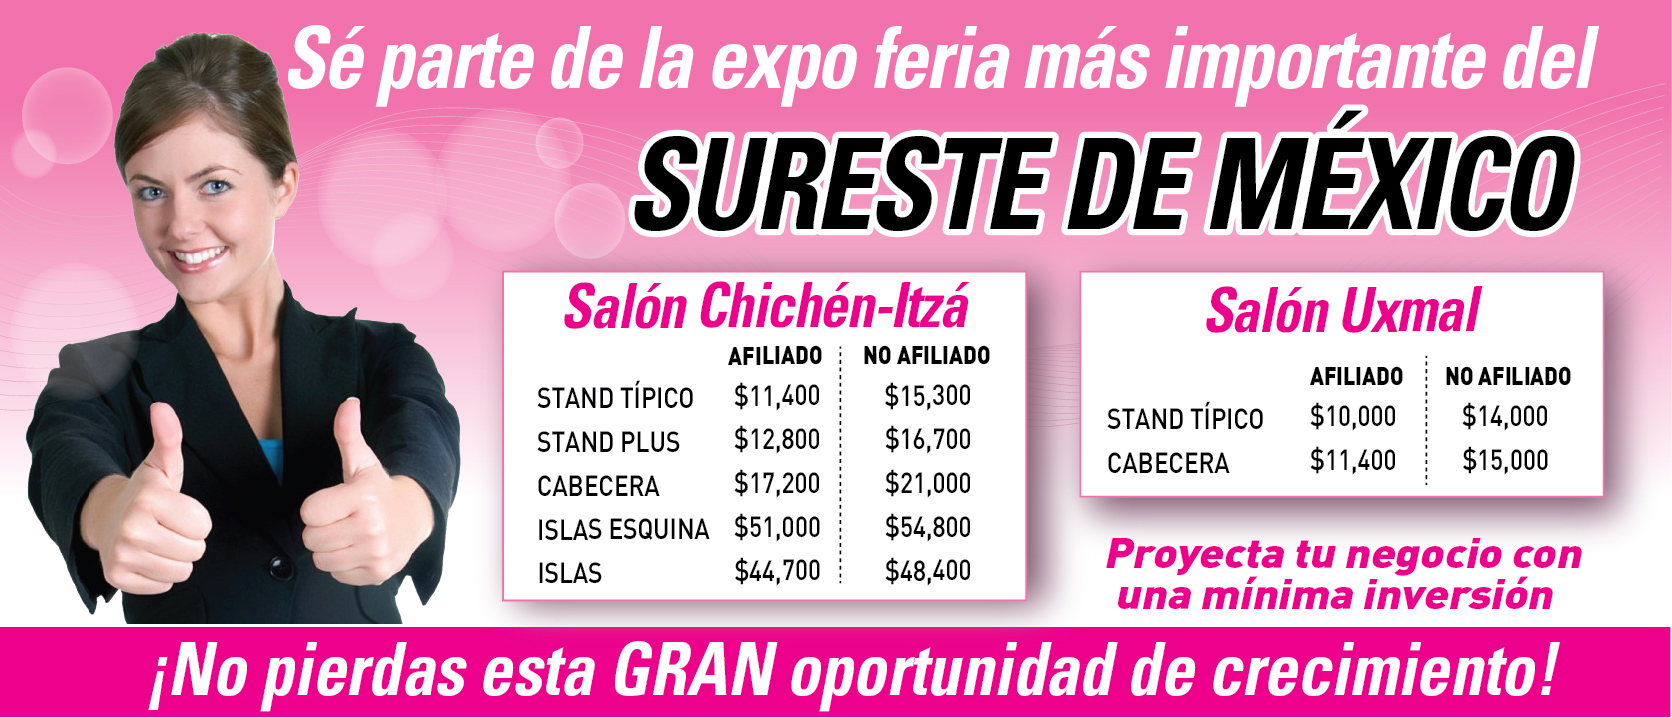 Sé parte de la expo feria más importante del
SURESTE DE MÉXICO
Salón Chichén-Itzá
AFILIADO NO AFILIADO
STAND TÍPICO $11,400 $15,300
STAND PLUS $12,800 $16,700
CABECERA $17,200 $21,000
ISLAS ESQUINA $51,000 $54,800
ISLAS $44,700 $48,400
Salón Uxmal
AFILIADO NO AFILIADO
STAND TÍPICO $10,000 $14,000
CABECERA $11,400 $15,000
Proyecta tu negocio con
una mínima inversión
¡No pierdas esta GRAN oportunidad de crecimiento!